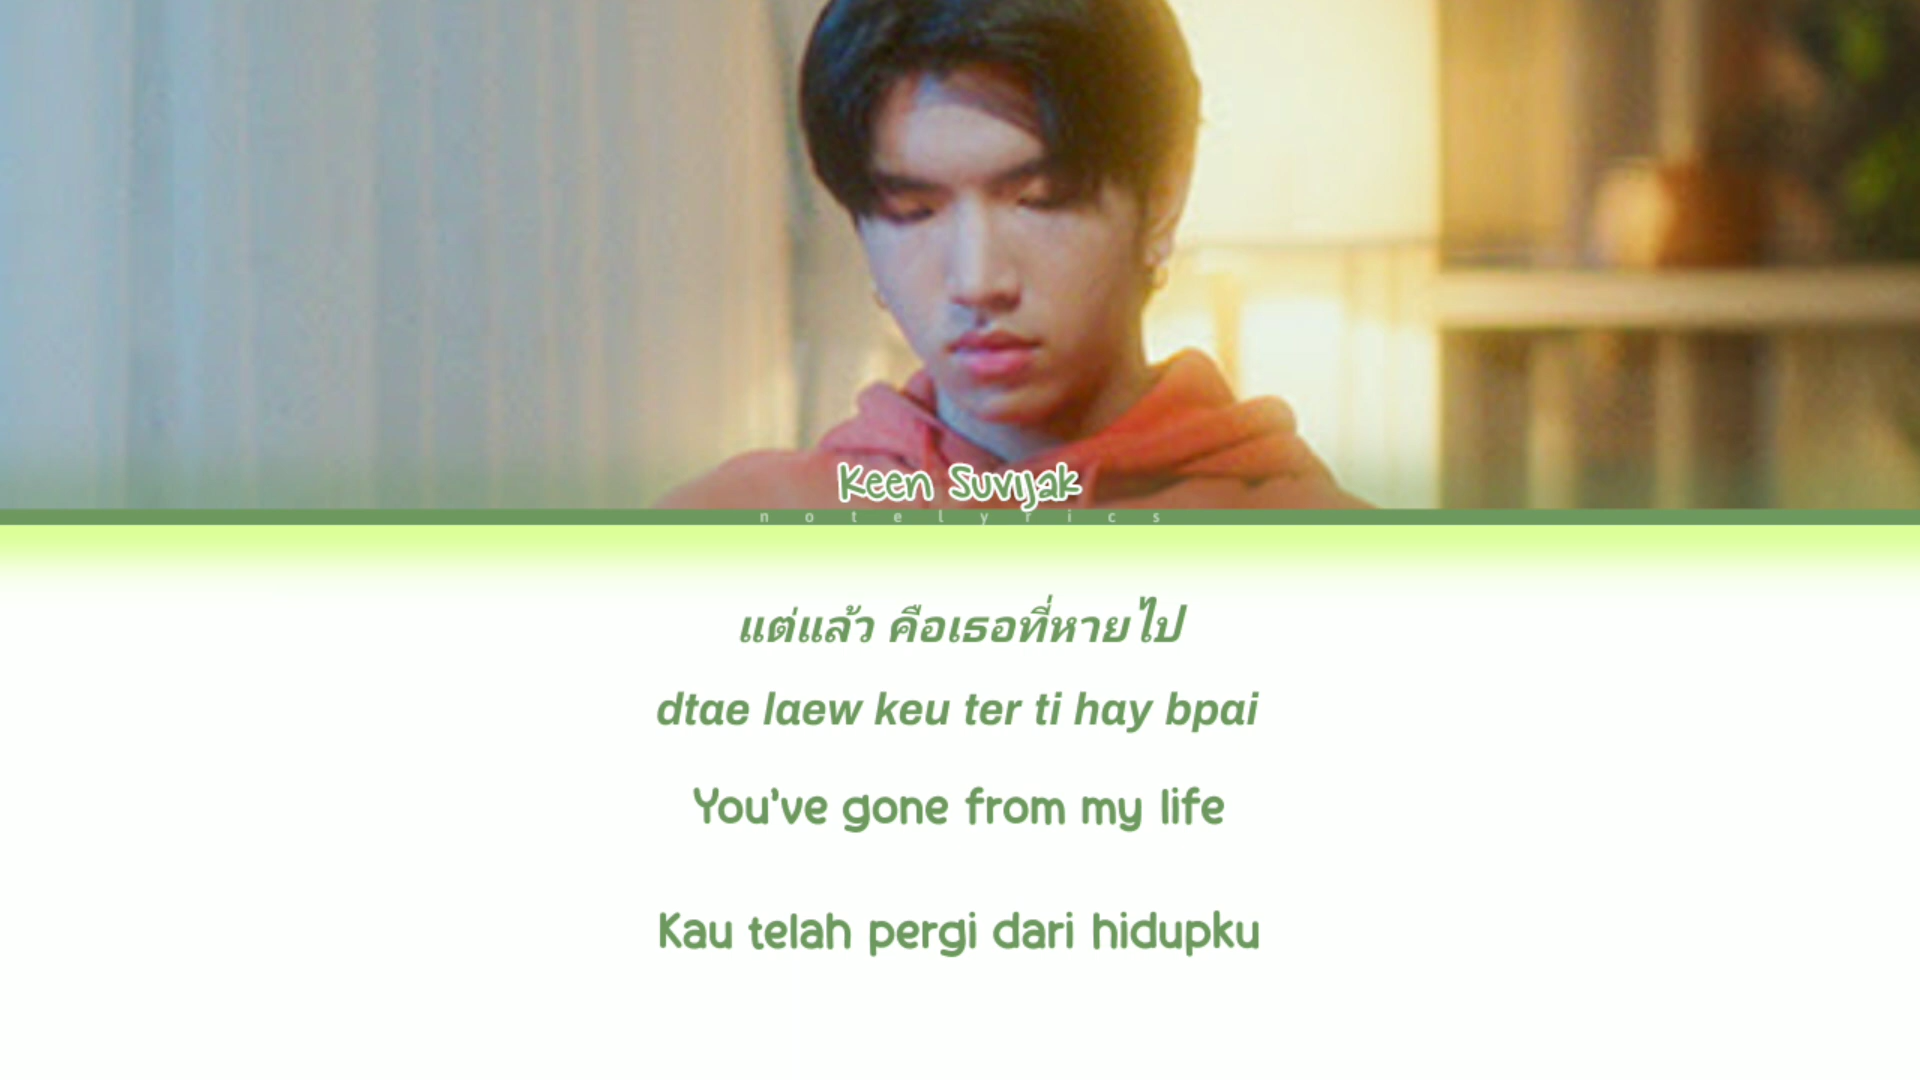 Keen Suvijak
notelyrics
แต่แล้ว คือเธอที่หายไป
dtae laew keu ter ti hay bpai
You've gone from my life
Kau telah pergi dari hidupku